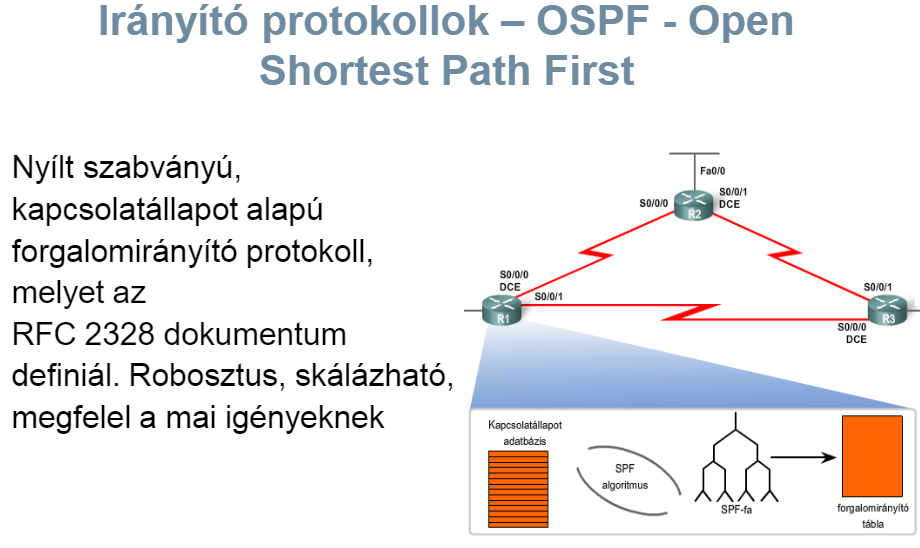 Irányító protokollok – OSPF - Open
Shortest Path First
Nyílt szabványú,
kapcsolatállapot alapú
forgalomirányító protokoll,
melyet az
RFC 2328 dokumentum
definiál. Robosztus, skálázható,
megfelel a mai igényeknek
Fa0/0
S0/0/0
S0/0/1
DCE
R2
S0/0/0
DCE
S0/0/1
R1
S0/0/1
R3
S0/0/0
DCE
Kapcsolatállapot
adatbázis
SPF
algoritmus
SPF-fa
forgalomirányító
tábla